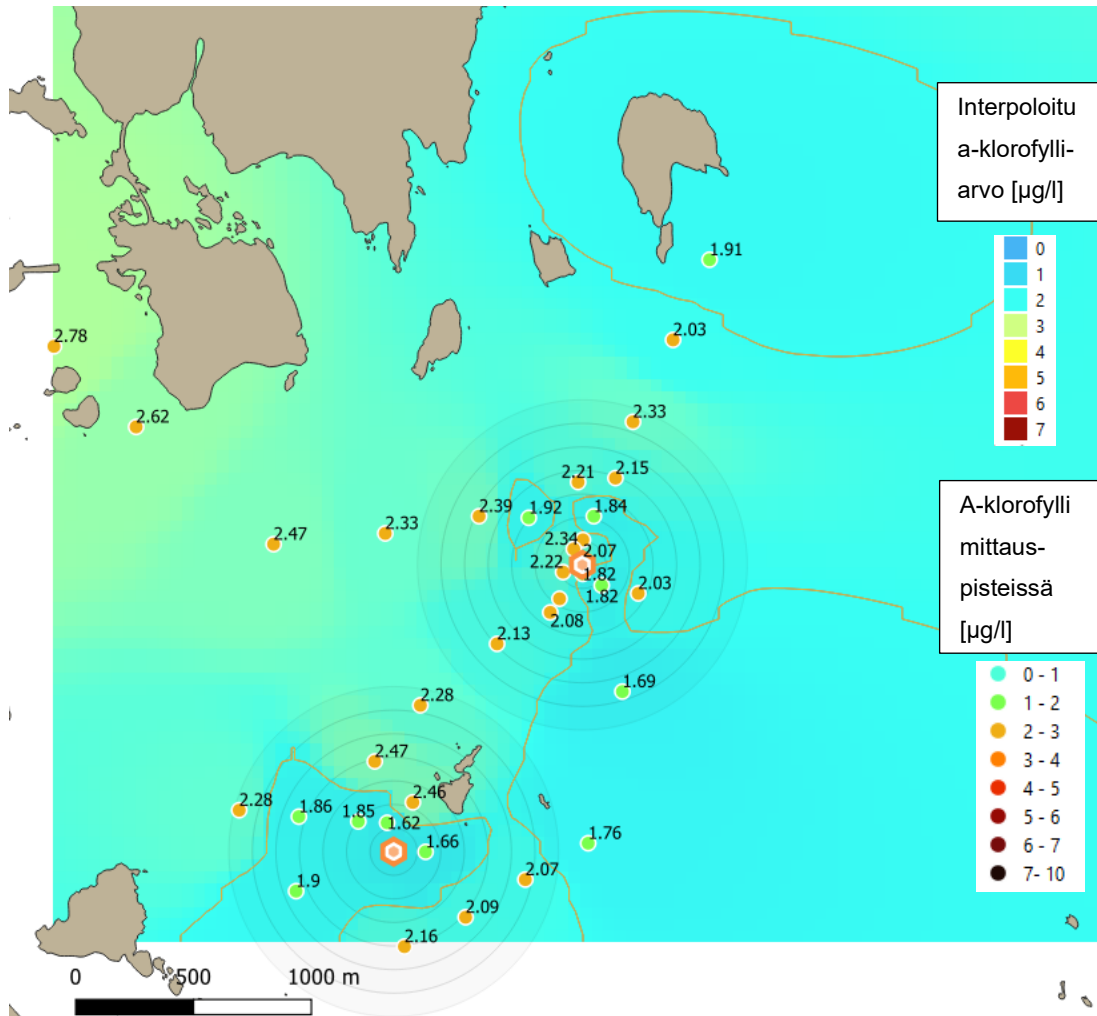 Interpoloitu
a-klorofylli-
arvo [µg/l]
0
1
2
3
4
5
6
7
A-klorofylli
mittaus-
pisteissä
[µg/l]
0 - 1
1 - 2
2 - 3
3 - 4
4 - 5
5 - 6
6 - 7
7- 10
1.91
2.03
2.78
2.62
2.33
2.15
2.21
2.39
1.92
1.84
2.33
2.47
2.34
2.07
2.22
1.82
1.82
2.03
2.08
2.13
1.69
2.28
2.47
2.46
2.28
1.86
1.85
1.62
1.66
1.76
1.9
2.07
2.09
2.16
0 500 1000 m